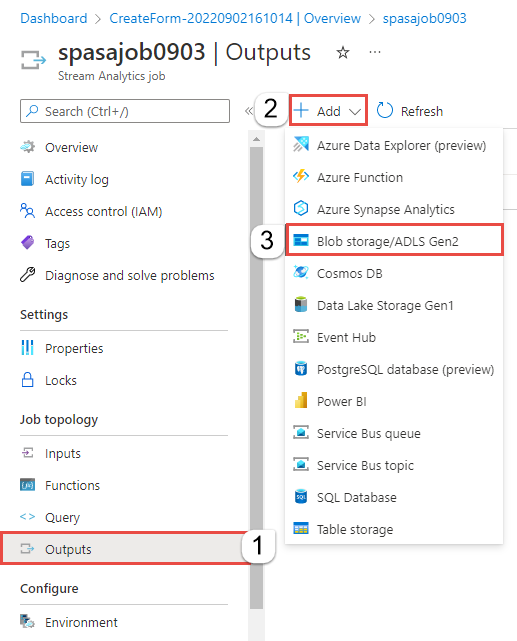 Dashboard > CreateForm-20220902161014 | Overview > spasajob0903
spasajob0903 | Outputs ☆ ···
Stream Analytics job
Search (Ctrl+/)
«
Overview
Activity log
Access control (IAM)
Tags
Diagnose and solve problems
Settings
Properties
Locks
Job topology
Inputs
Functions
Query
Outputs
1
Configure
Environment
2
+ Add
Refresh
Azure Data Explorer (preview)
Azure Function
Azure Synapse Analytics
3
Blob storage/ADLS Gen2
Cosmos DB
Data Lake Storage Gen1
Event Hub
PostgreSQL database (preview)
Power BI
Service Bus queue
Service Bus topic
SQL Database
Table storage